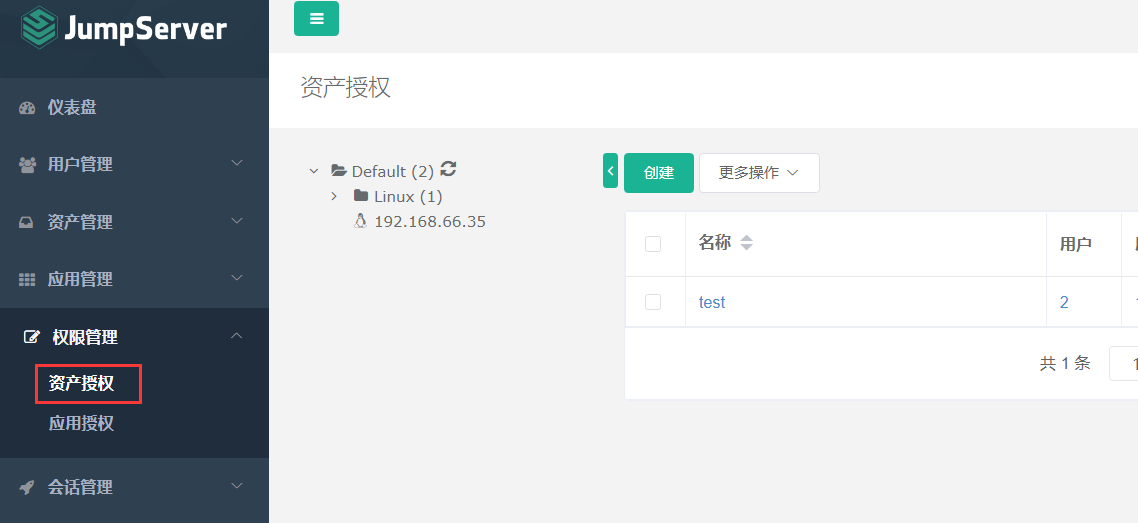 JumpServer
仪表盘
用户管理
资产管理
应用管理
权限管理
资产授权
应用授权
会话管理
资产授权
Default (2)
Linux (1)
192.168.66.35
创建
更多操作
名称
用户
test
2
共 1 条